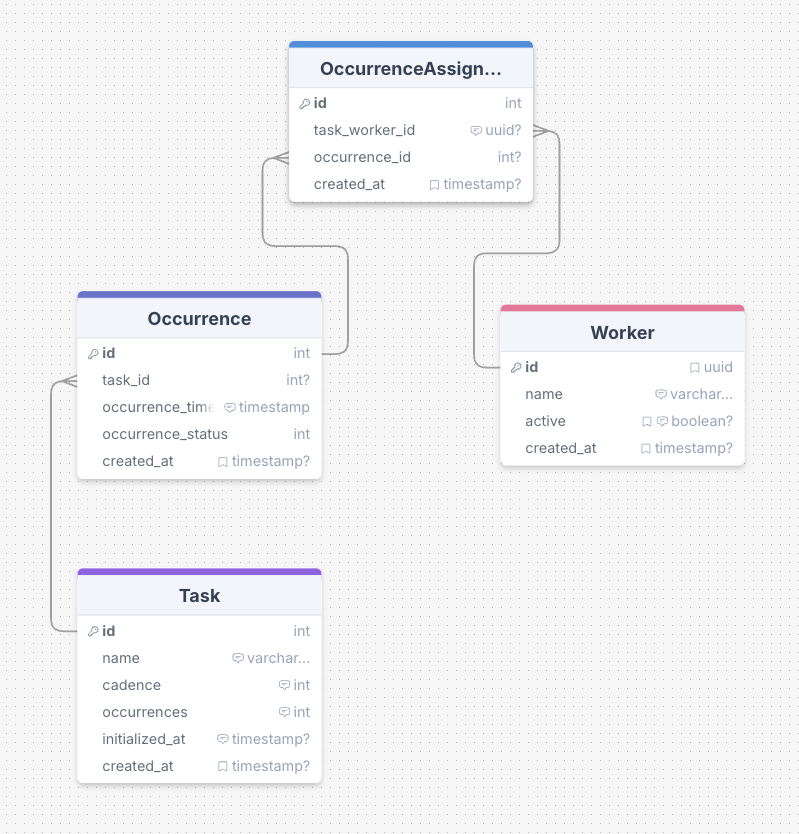 OccurrenceAssign...
id int
task_worker_id uuid?
occurrence_id int?
created_at timestamp?
Occurrence
id int
task_id int?
occurrence_time timestamp
occurrence_status int
created_at timestamp?
Worker
id uuid
name varchar...
active boolean?
created_at timestamp?
Task
id int
name varchar...
cadence int
occurrences int
initialized_at timestamp?
created_at timestamp?